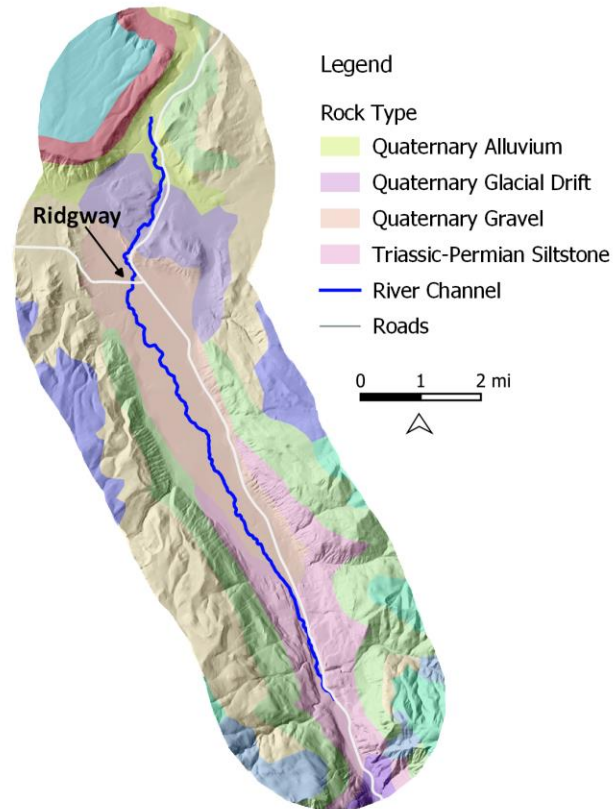 Legend
Rock Type
Quaternary Alluvium
Quaternary Glacial Drift
Quaternary Gravel
Triassic-Permian Siltstone
River Channel
Roads
0 1 2 mi
Ridgway